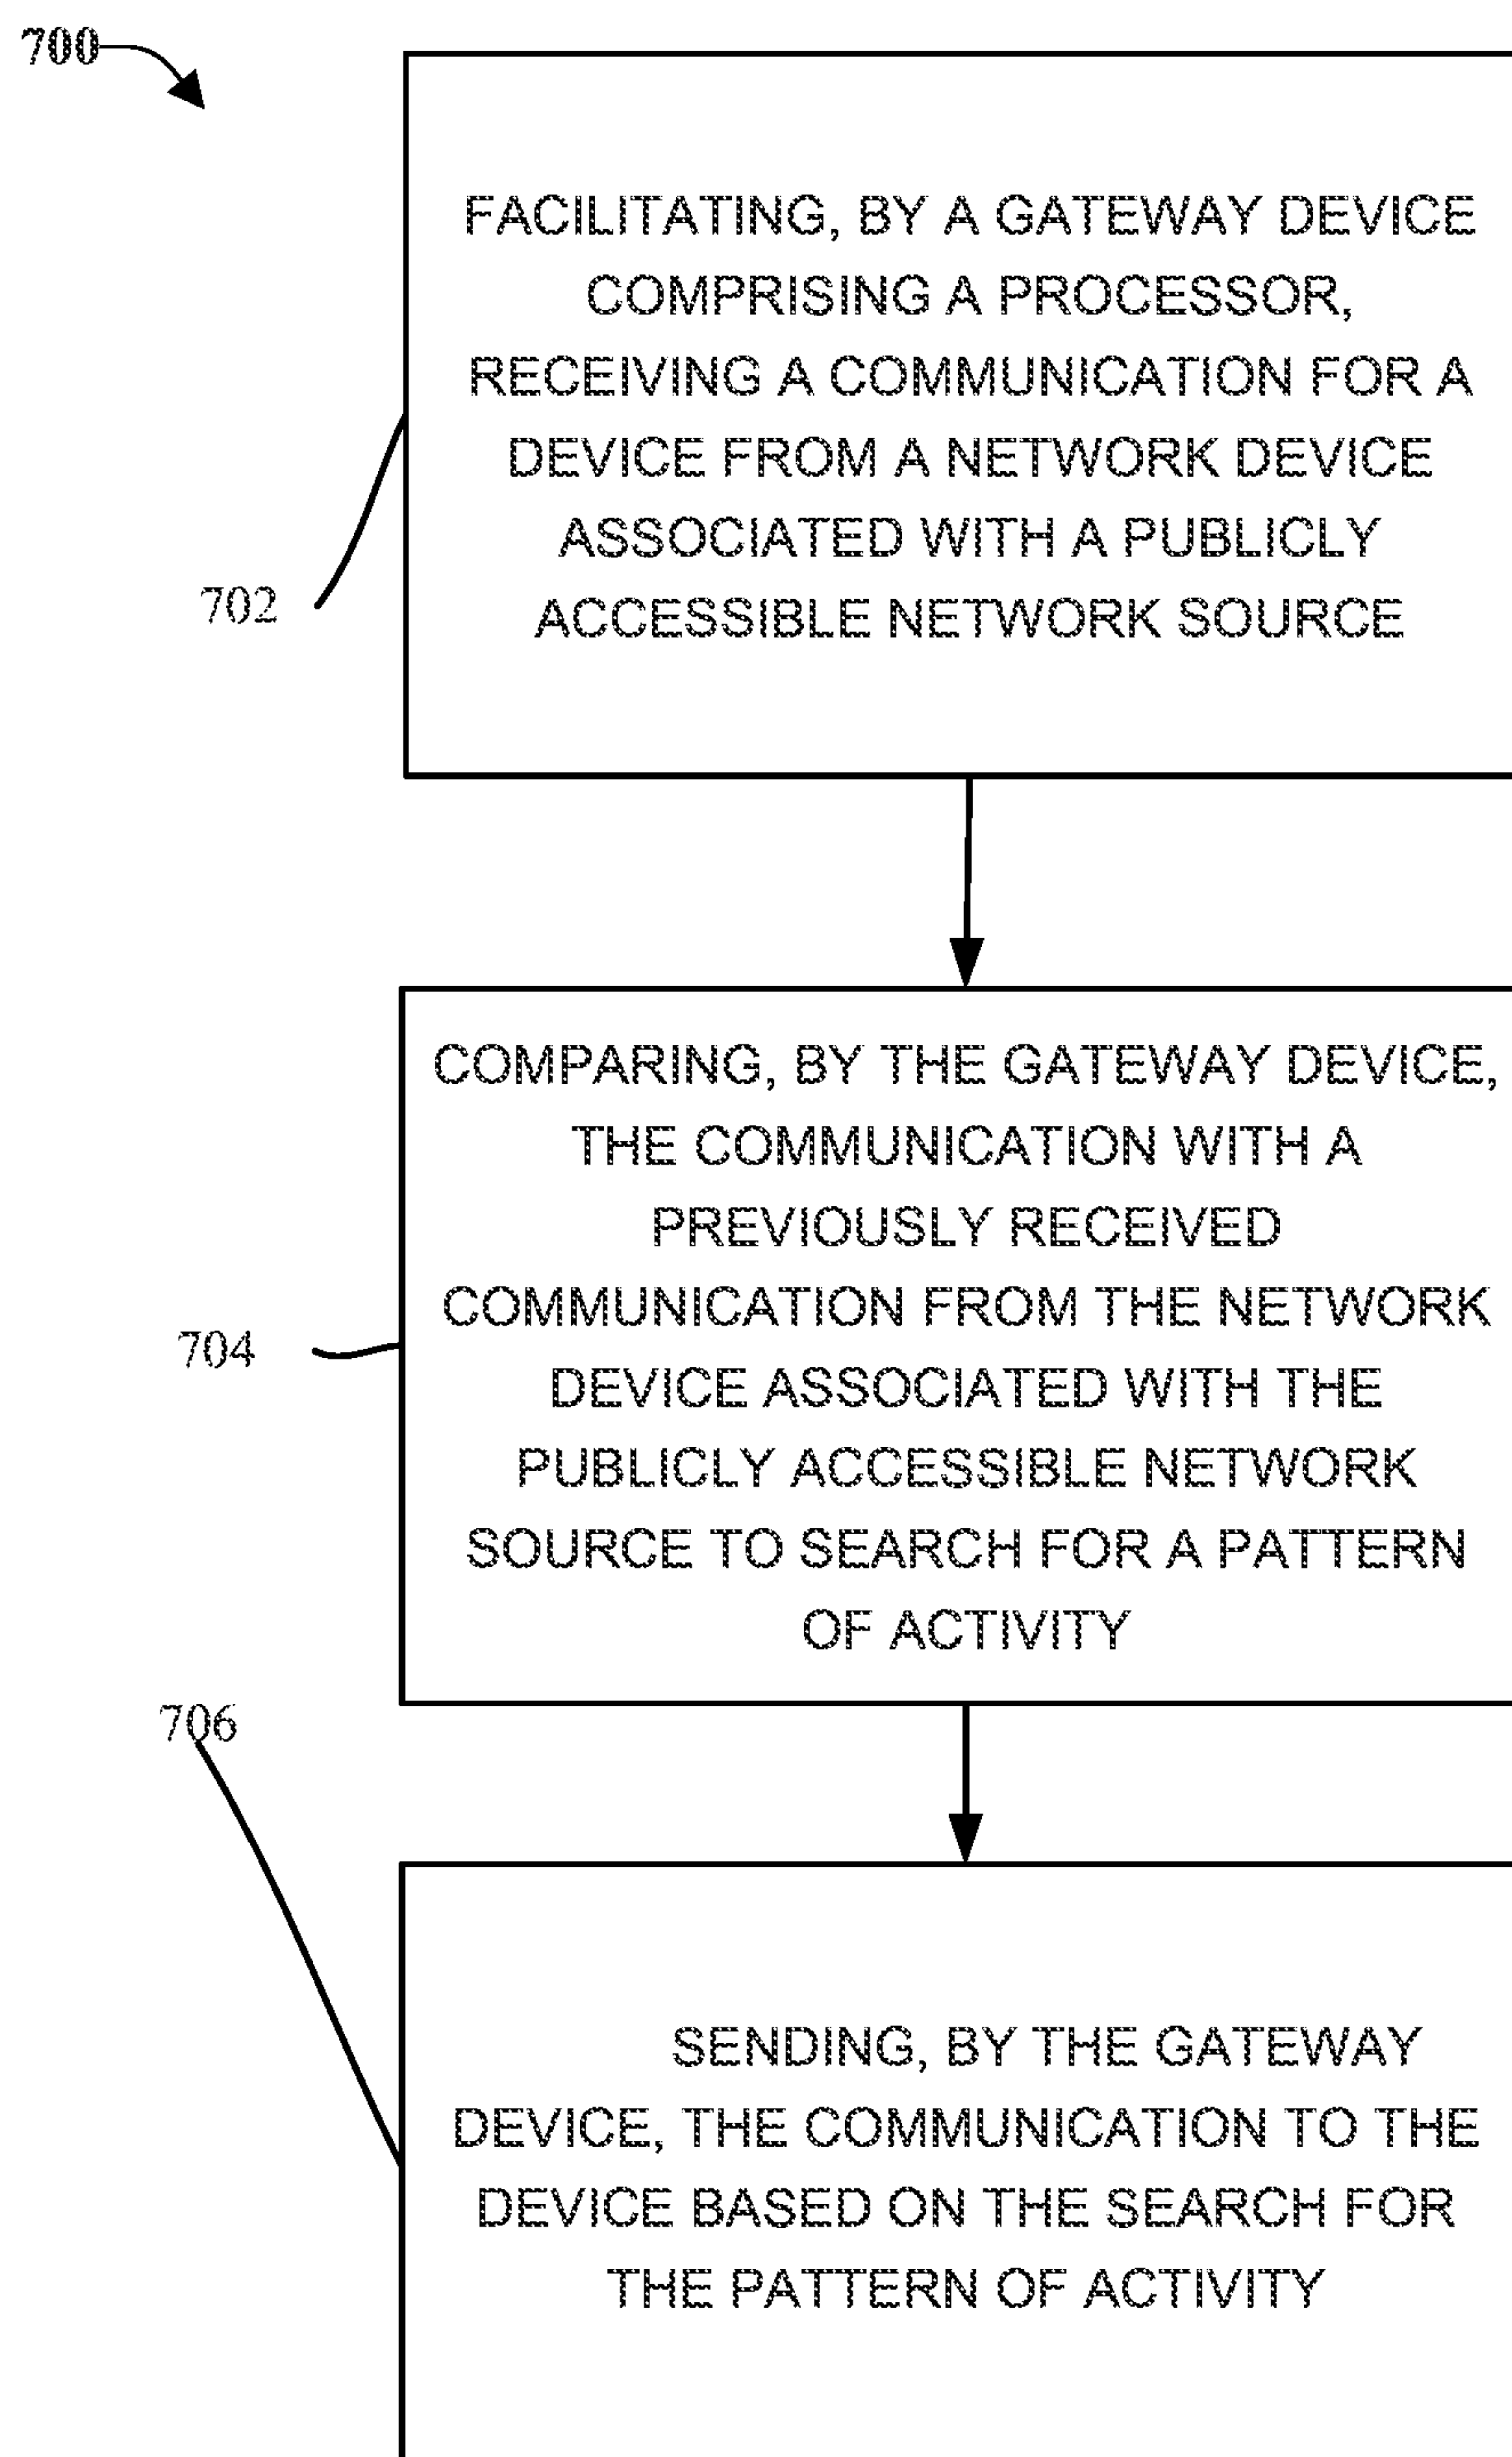 700
FACILITATING, BY A GATEWAY DEVICE
COMPRISING A PROCESSOR,
RECEIVING A COMMUNICATION FOR A
DEVICE FROM A NETWORK DEVICE
ASSOCIATED WITH A PUBLICLY
ACCESSIBLE NETWORK SOURCE
702
COMPARING, BY THE GATEWAY DEVICE,
THE COMMUNICATION WITH A
PREVIOUSLY RECEIVED
COMMUNICATION FROM THE NETWORK
DEVICE ASSOCIATED WITH THE
PUBLICLY ACCESSIBLE NETWORK
SOURCE TO SEARCH FOR A PATTERN
OF ACTIVITY
704
706
SENDING, BY THE GATEWAY
DEVICE, THE COMMUNICATION TO THE
DEVICE BASED ON THE SEARCH FOR
THE PATTERN OF ACTIVITY